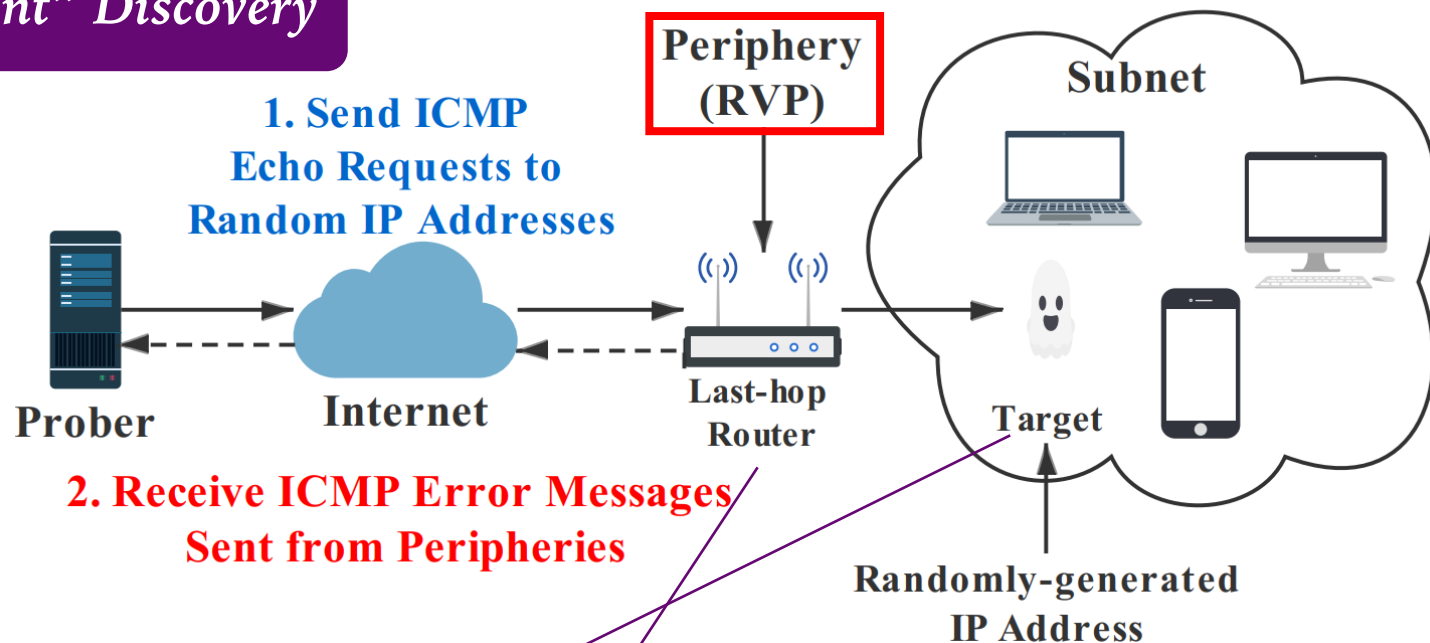 nt" Discovery
Periphery
(RVP)
Subnet
1. Send ICMP
Echo Requests to
Random IP Addresses
Prober
Internet
Last-hop
Router
Target
2. Receive ICMP Error Messages
Sent from Peripheries
Randomly-generated
IP Address